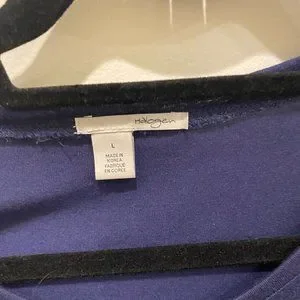 Halogen
L
MADE IN
KOREA
FABRIQUÉ
EN CORÉE